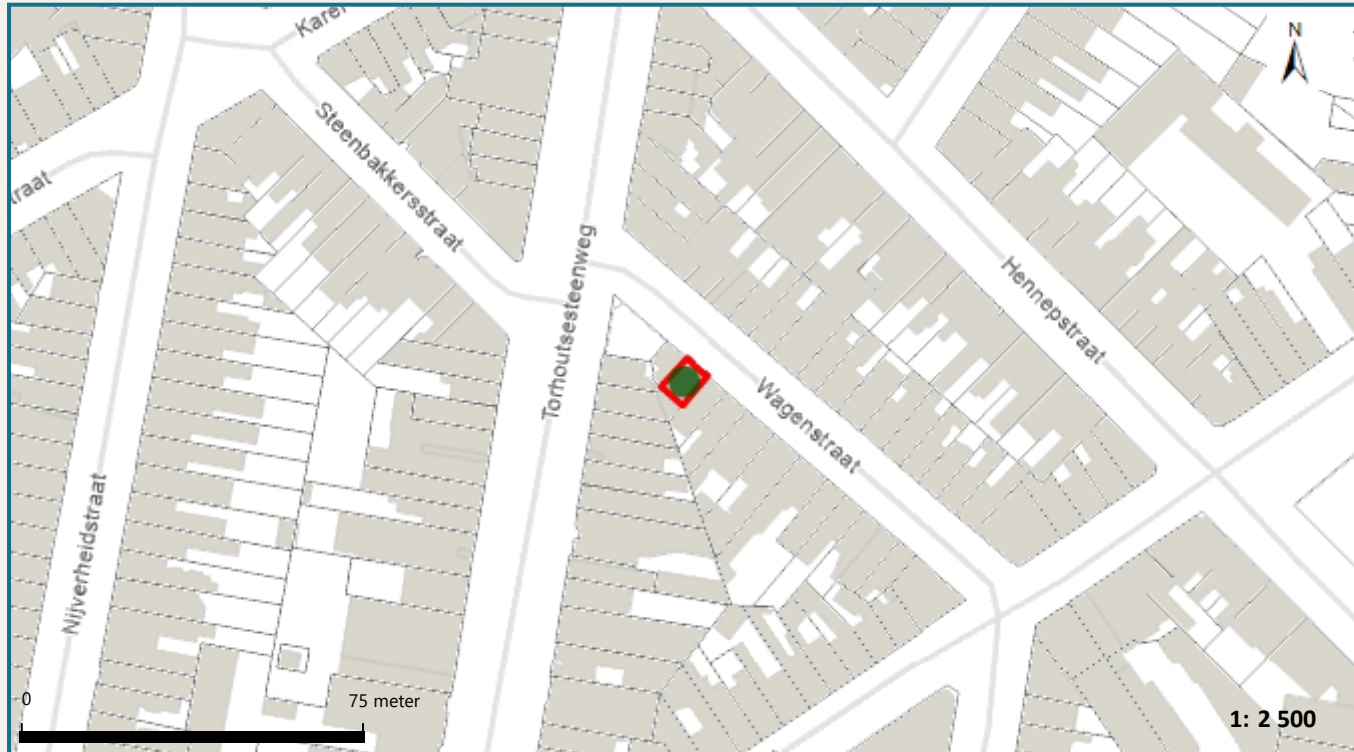 Karel
N
Steenbakkersstraat
raat
Torhoutsesteenweg
Hennepstraat
Wagenstraat
Nijverheidstraat
0
75 meter
1: 2 500